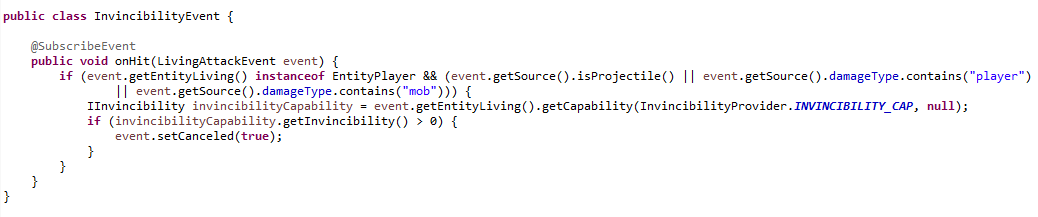 public class InvincibilityEvent {
@SubscribeEvent
public void onHit(LivingAttackEvent event) {
if (event.getEntityLiving() instanceof EntityPlayer && (event.getSource().isProjectile() || event.getSource().damageType.contains("player")
|| event.getSource().damageType.contains("mob"))) {
IInvincibility invincibilityCapability = event.getEntityLiving().getCapability(InvincibilityProvider.INVINCIBILITY_CAP, null);
if (invincibilityCapability.getInvincibility() > 0) {
event.setCanceled(true);
}
}
}
}